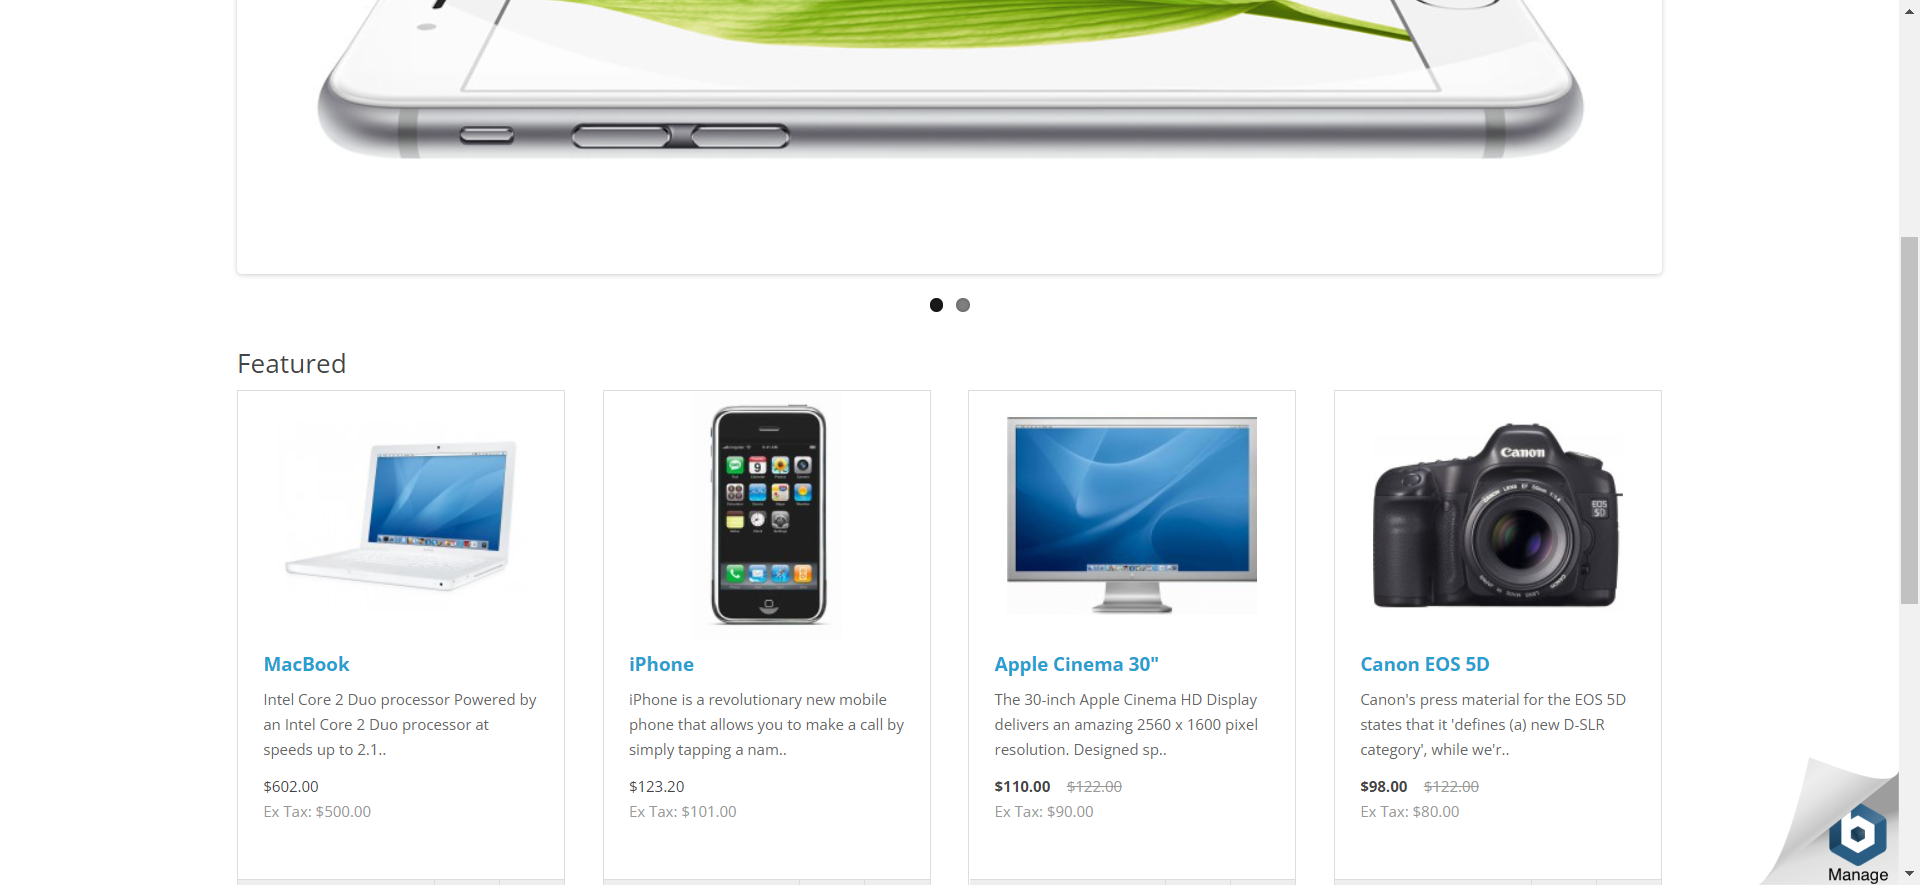 Featured
Canon
EOS
5D
MacBook
Intel Core 2 Duo processor Powered by
an Intel Core 2 Duo processor at
speeds up to 2.1..
$602.00
Ex Tax: $500.00
iPhone
iPhone is a revolutionary new mobile
phone that allows you to make a call by
simply tapping a nam..
$123.20
Ex Tax: $101.00
Apple Cinema 30"
The 30-inch Apple Cinema HD Display
delivers an amazing 2560 x 1600 pixel
resolution. Designed sp..
$110.00 $122.00
Ex Tax: $90.00
Canon EOS 5D
Canon's press material for the EOS 5D
states that it 'defines (a) new D-SLR
category', while we'r..
$98.00 $122.00
Ex Tax: $80.00
Manage